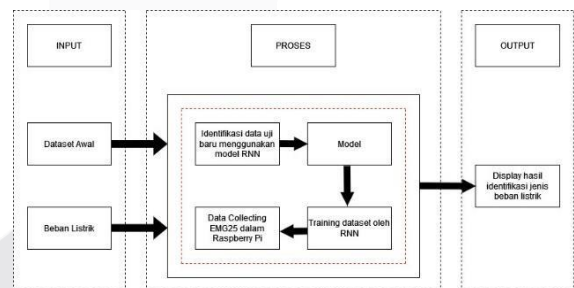 INPUT
PROSES
OUTPUT
Dataset Awal
Identifikasi data uji
baru menggunakan
model RNN
Model
Display hasil
identifikasi jenis
beban listrik
Beban Listrik
Data Collecting
EMG25 dalam
Raspberry Pi
Training dataset oleh
RNN